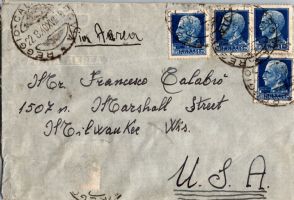 Via Aerea
Mr. Francesco Calabrò
1507 n. Marshall Street
Milwaukee Wis.
U. S. A.